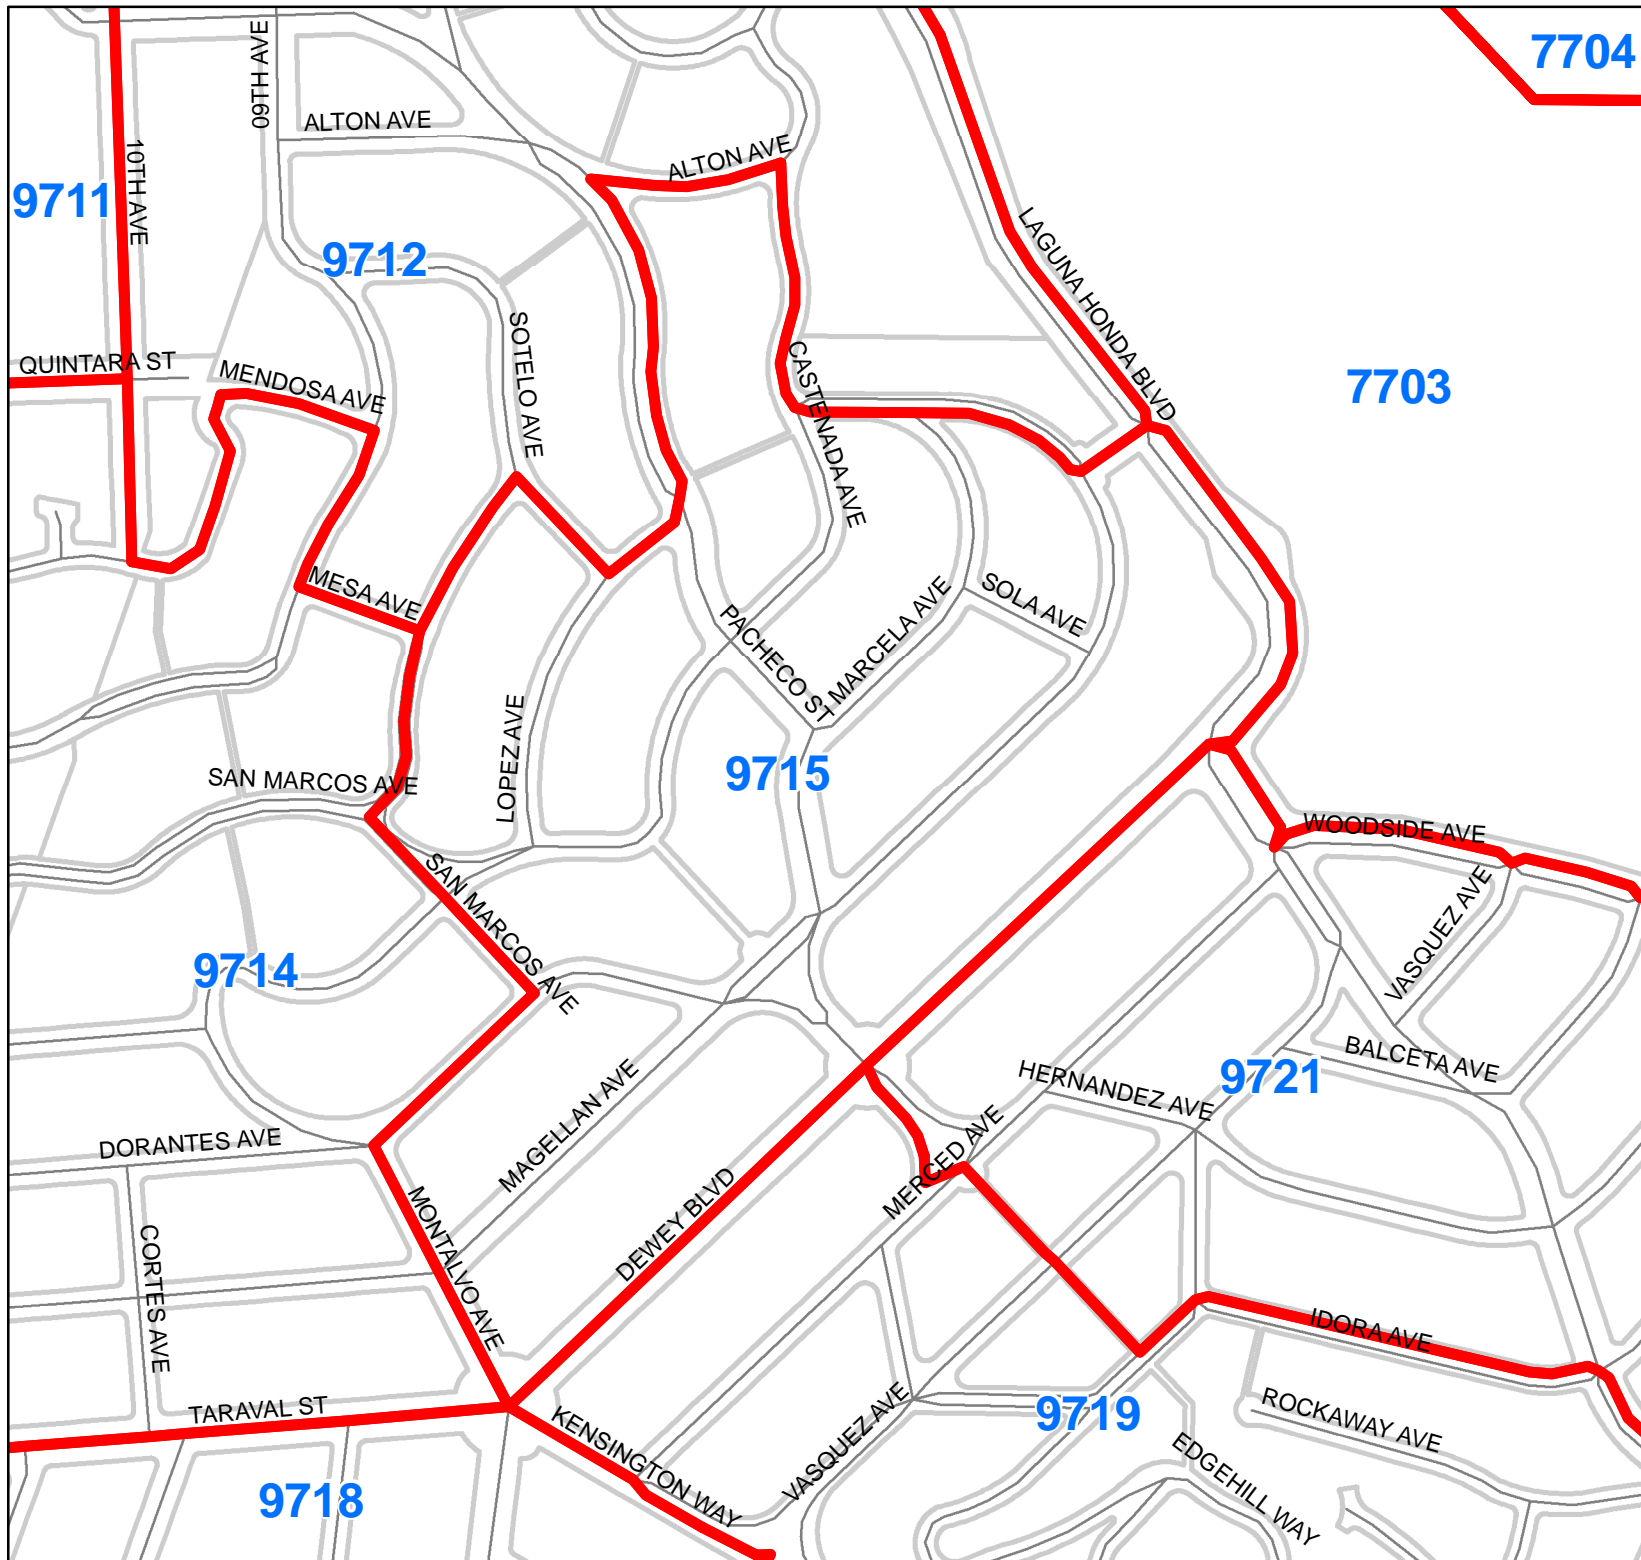 7704
09TH AVE
ALTON AVE
ALTON AVE
10TH AVE
9711
9712
LAGUNA HONDA BLVD
QUINTARA ST
MENDOSA AVE
SOTELO AVE
CASTENADA AVE
7703
MESA AVE
SOLA AVE
MARCELA AVE
PACHECO ST
LOPEZ AVE
SAN MARCOS AVE
9715
WOODSIDE AVE
SAN MARCOS AVE
VASQUEZ AVE
9714
BALCETA AVE
HERNANDEZ AVE
9721
MAGELLAN AVE
MERCED AVE
DORANTES AVE
DEWEY BLVD
MONTALVO AVE
CORTES AVE
IDORA AVE
TARAVAL ST
KENSINGTON WAY
VASQUEZ AVE
9719
ROCKAWAY AVE
EDGEHILL WAY
9718